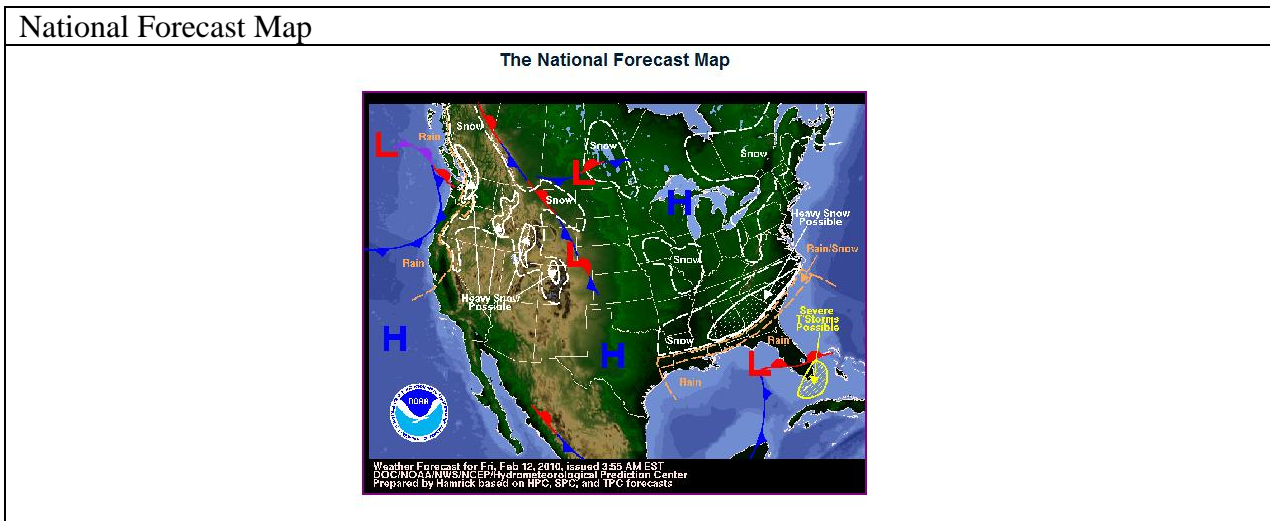 National Forecast Map
The National Forecast Map
Snow
Rain
L
Snow
Snow
L
Snow
H
Heavy Snow
Possible
Rain/Snow
Rain
L
Snow
Heavy Snow
Possible
Severe
T'Storms
Possible
H
Snow
Rain
H
L
Rain
NOAA
Weather Forecast for Fri, Feb 12, 2010, issued 3:55 AM EST
DOC/NOAA/NWS/NCEP/Hydrometeorological Prediction Center
Prepared by Hamrick based on HPC, SPC, and TPC forecasts